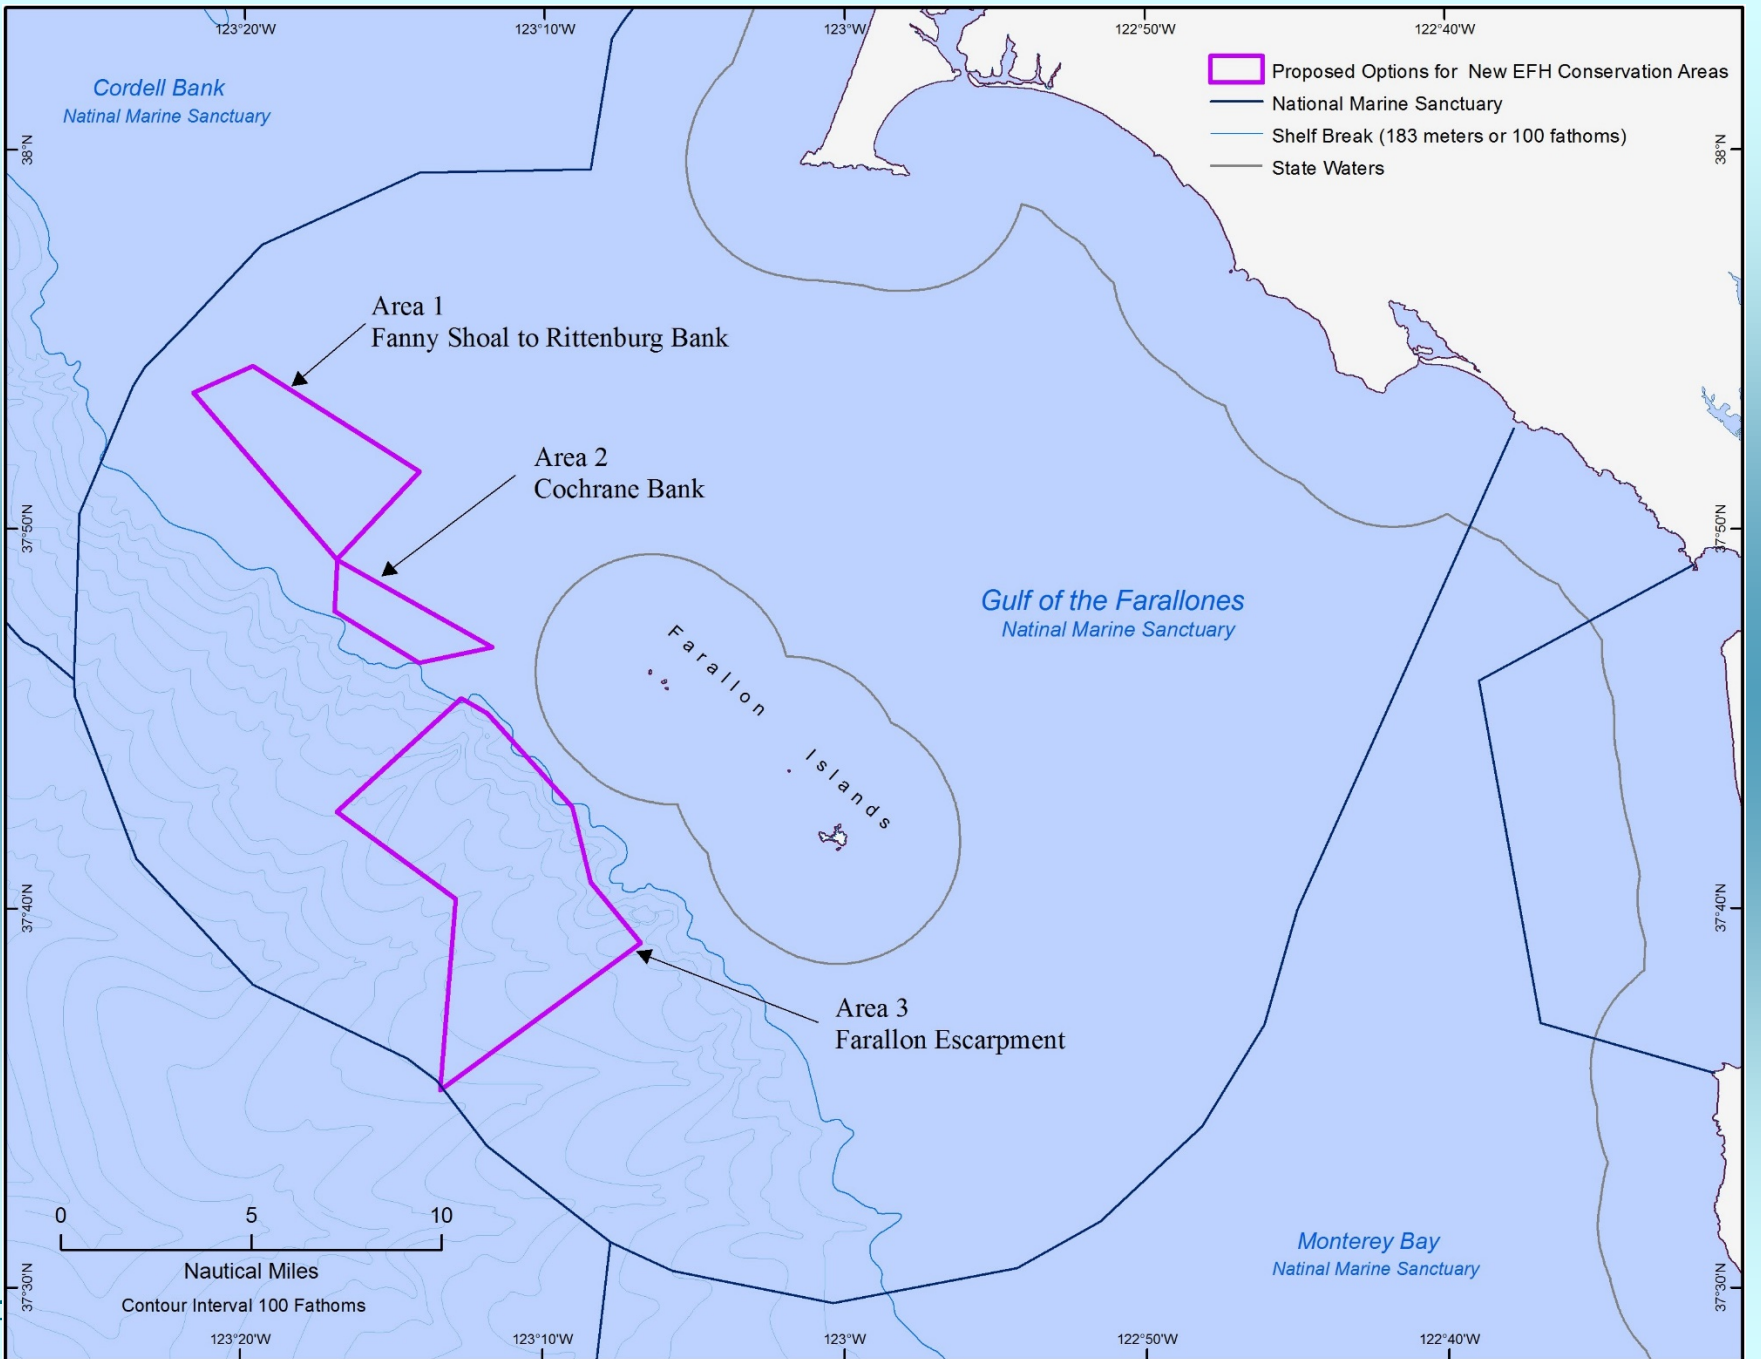 123°20'W
123°10'W
123°W
122°50'W
122°40'W
Cordell Bank
Natinal Marine Sanctuary
Proposed Options for  New EFH Conservation Areas
National Marine Sanctuary
Shelf Break (183 meters or 100 fathoms)
State Waters
38°N
38°N
Area 1
Fanny Shoal to Rittenburg Bank
Area 2
Cochrane Bank
37°50'N
37°50'N
Gulf of the Farallones
Natinal Marine Sanctuary
Farallon
Islands
37°40'N
37°40'N
Area 3
Farallon Escarpment
0 5 10
Nautical Miles
Contour Interval 100 Fathoms
Monterey Bay
Natinal Marine Sanctuary
37°30'N
37°30'N
123°20'W
123°10'W
123°W
122°50'W
122°40'W